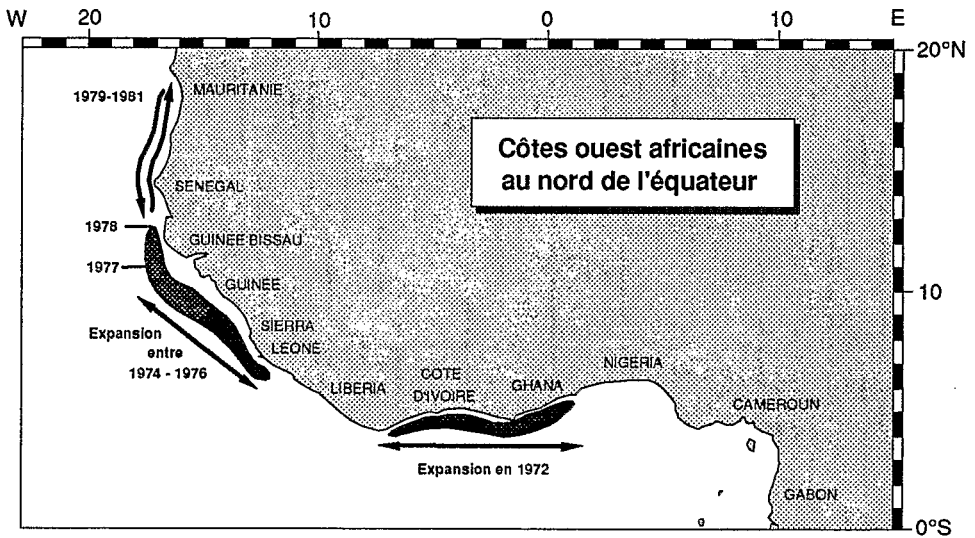 W 20 10 0 10 E
20°N
1979-1981
MAURITANIE
Côtes ouest africaines
au nord de l'équateur
SENEGAL
1978
GUINEE-BISSAU
1977
GUINEE
10
Expansion
entre
1974 - 1976
SIERRA
LEONE
LIBERIA
COTE
D'IVOIRE
GHANA
NIGERIA
CAMEROUN
Expansion en 1972
GABON
0°S